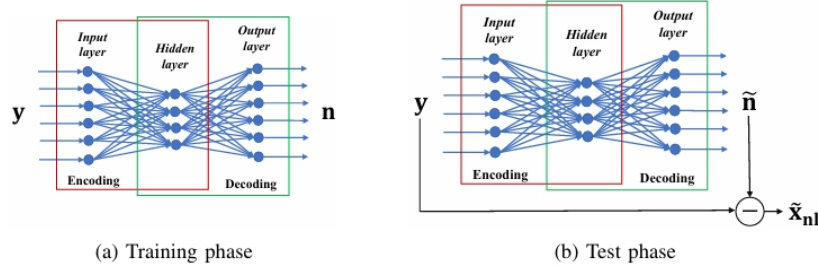 Input
layer
Hidden
layer
Output
layer
y
n
Encoding
Decoding
(a) Training phase
Input
layer
Hidden
layer
Output
layer
y
ñ
Encoding
Decoding
x̃nl
(b) Test phase